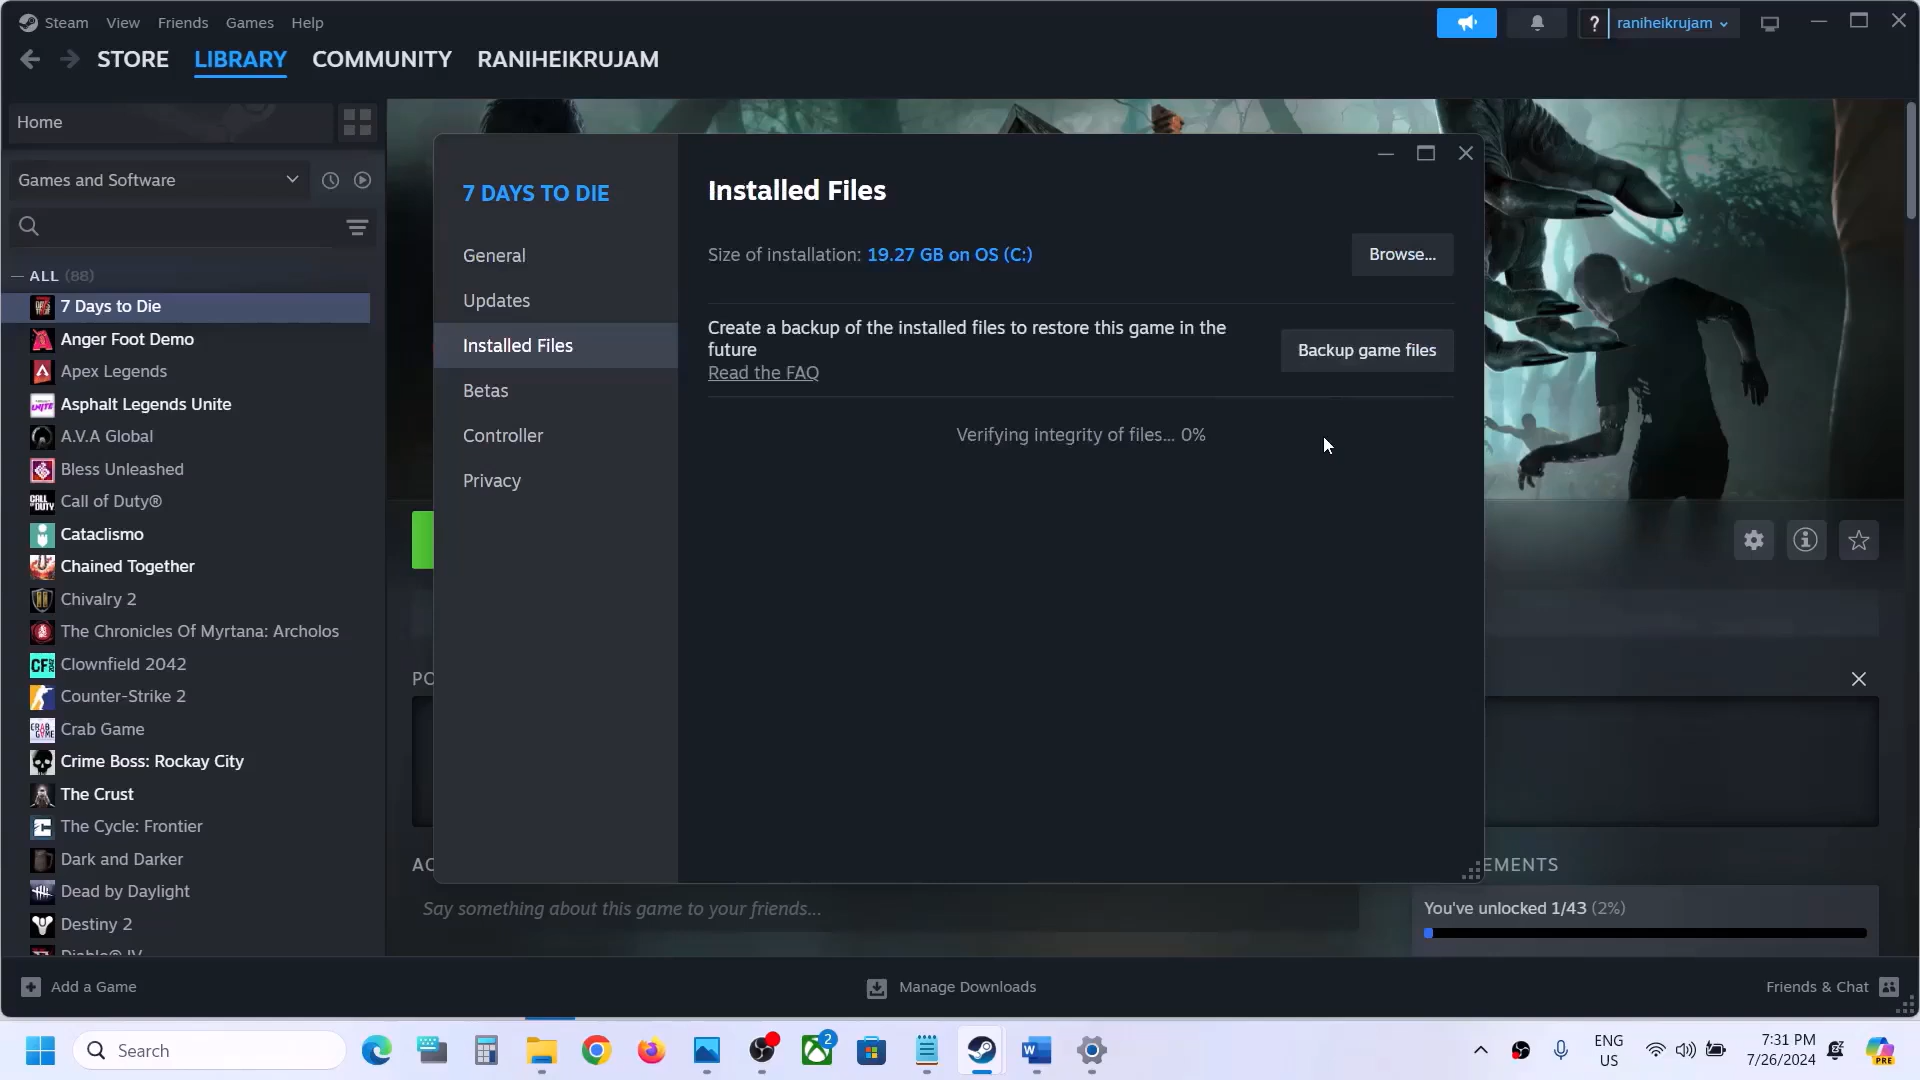 Steam View Friends Games Help
? raniheikrujam
STORE LIBRARY COMMUNITY RANIHEIKRUJAM
Home
Games and Software
ALL (88)
7 Days to Die
Anger Foot Demo
Apex Legends
Asphalt Legends Unite
A.V.A Global
Bless Unleashed
Call of Duty®
Cataclismo
Chained Together
Chivalry 2
The Chronicles Of Myrtana: Archolos
Clownfield 2042
Counter-Strike 2
Crab Game
Crime Boss: Rockay City
The Crust
The Cycle: Frontier
Dark and Darker
Dead by Daylight
Destiny 2
Diablo® IV
7 DAYS TO DIE
General
Updates
Installed Files
Betas
Controller
Privacy
Installed Files
Size of installation: 19.27 GB on OS (C:)
Browse...
Create a backup of the installed files to restore this game in the
future
Read the FAQ
Backup game files
Verifying integrity of files... 0%
PO
AC
EMENTS
Say something about this game to your friends...
You've unlocked 1/43 (2%)
Add a Game
Manage Downloads
Friends & Chat
Search
2
ENG
US
7:31 PM
7/26/2024
PRE